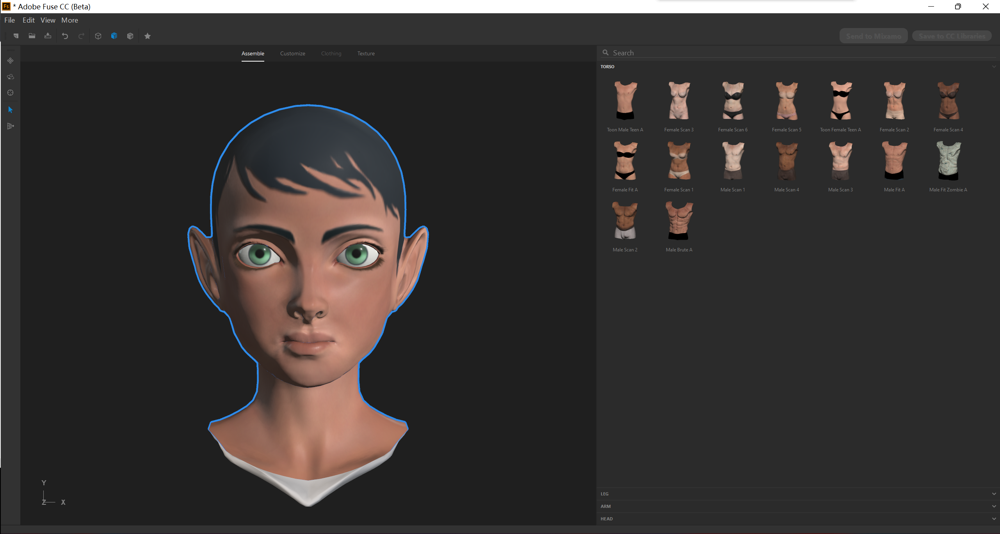 Fs * Adobe Fuse CC (Beta)
File Edit View More
Send to Mixamo Save to CC Libraries
Assemble Customize Clothing Texture
Search
TORSO
Toon Male Teen A Female Scan 3 Female Scan 6 Female Scan 5 Toon Female Teen A Female Scan 2 Female Scan 4
Female Fit A Female Scan 1 Male Scan 1 Male Scan 4 Male Scan 3 Male Fit A Male Fit Zombie A
Male Scan 2 Male Brute A
Y
Z X
LEG
ARM
HEAD